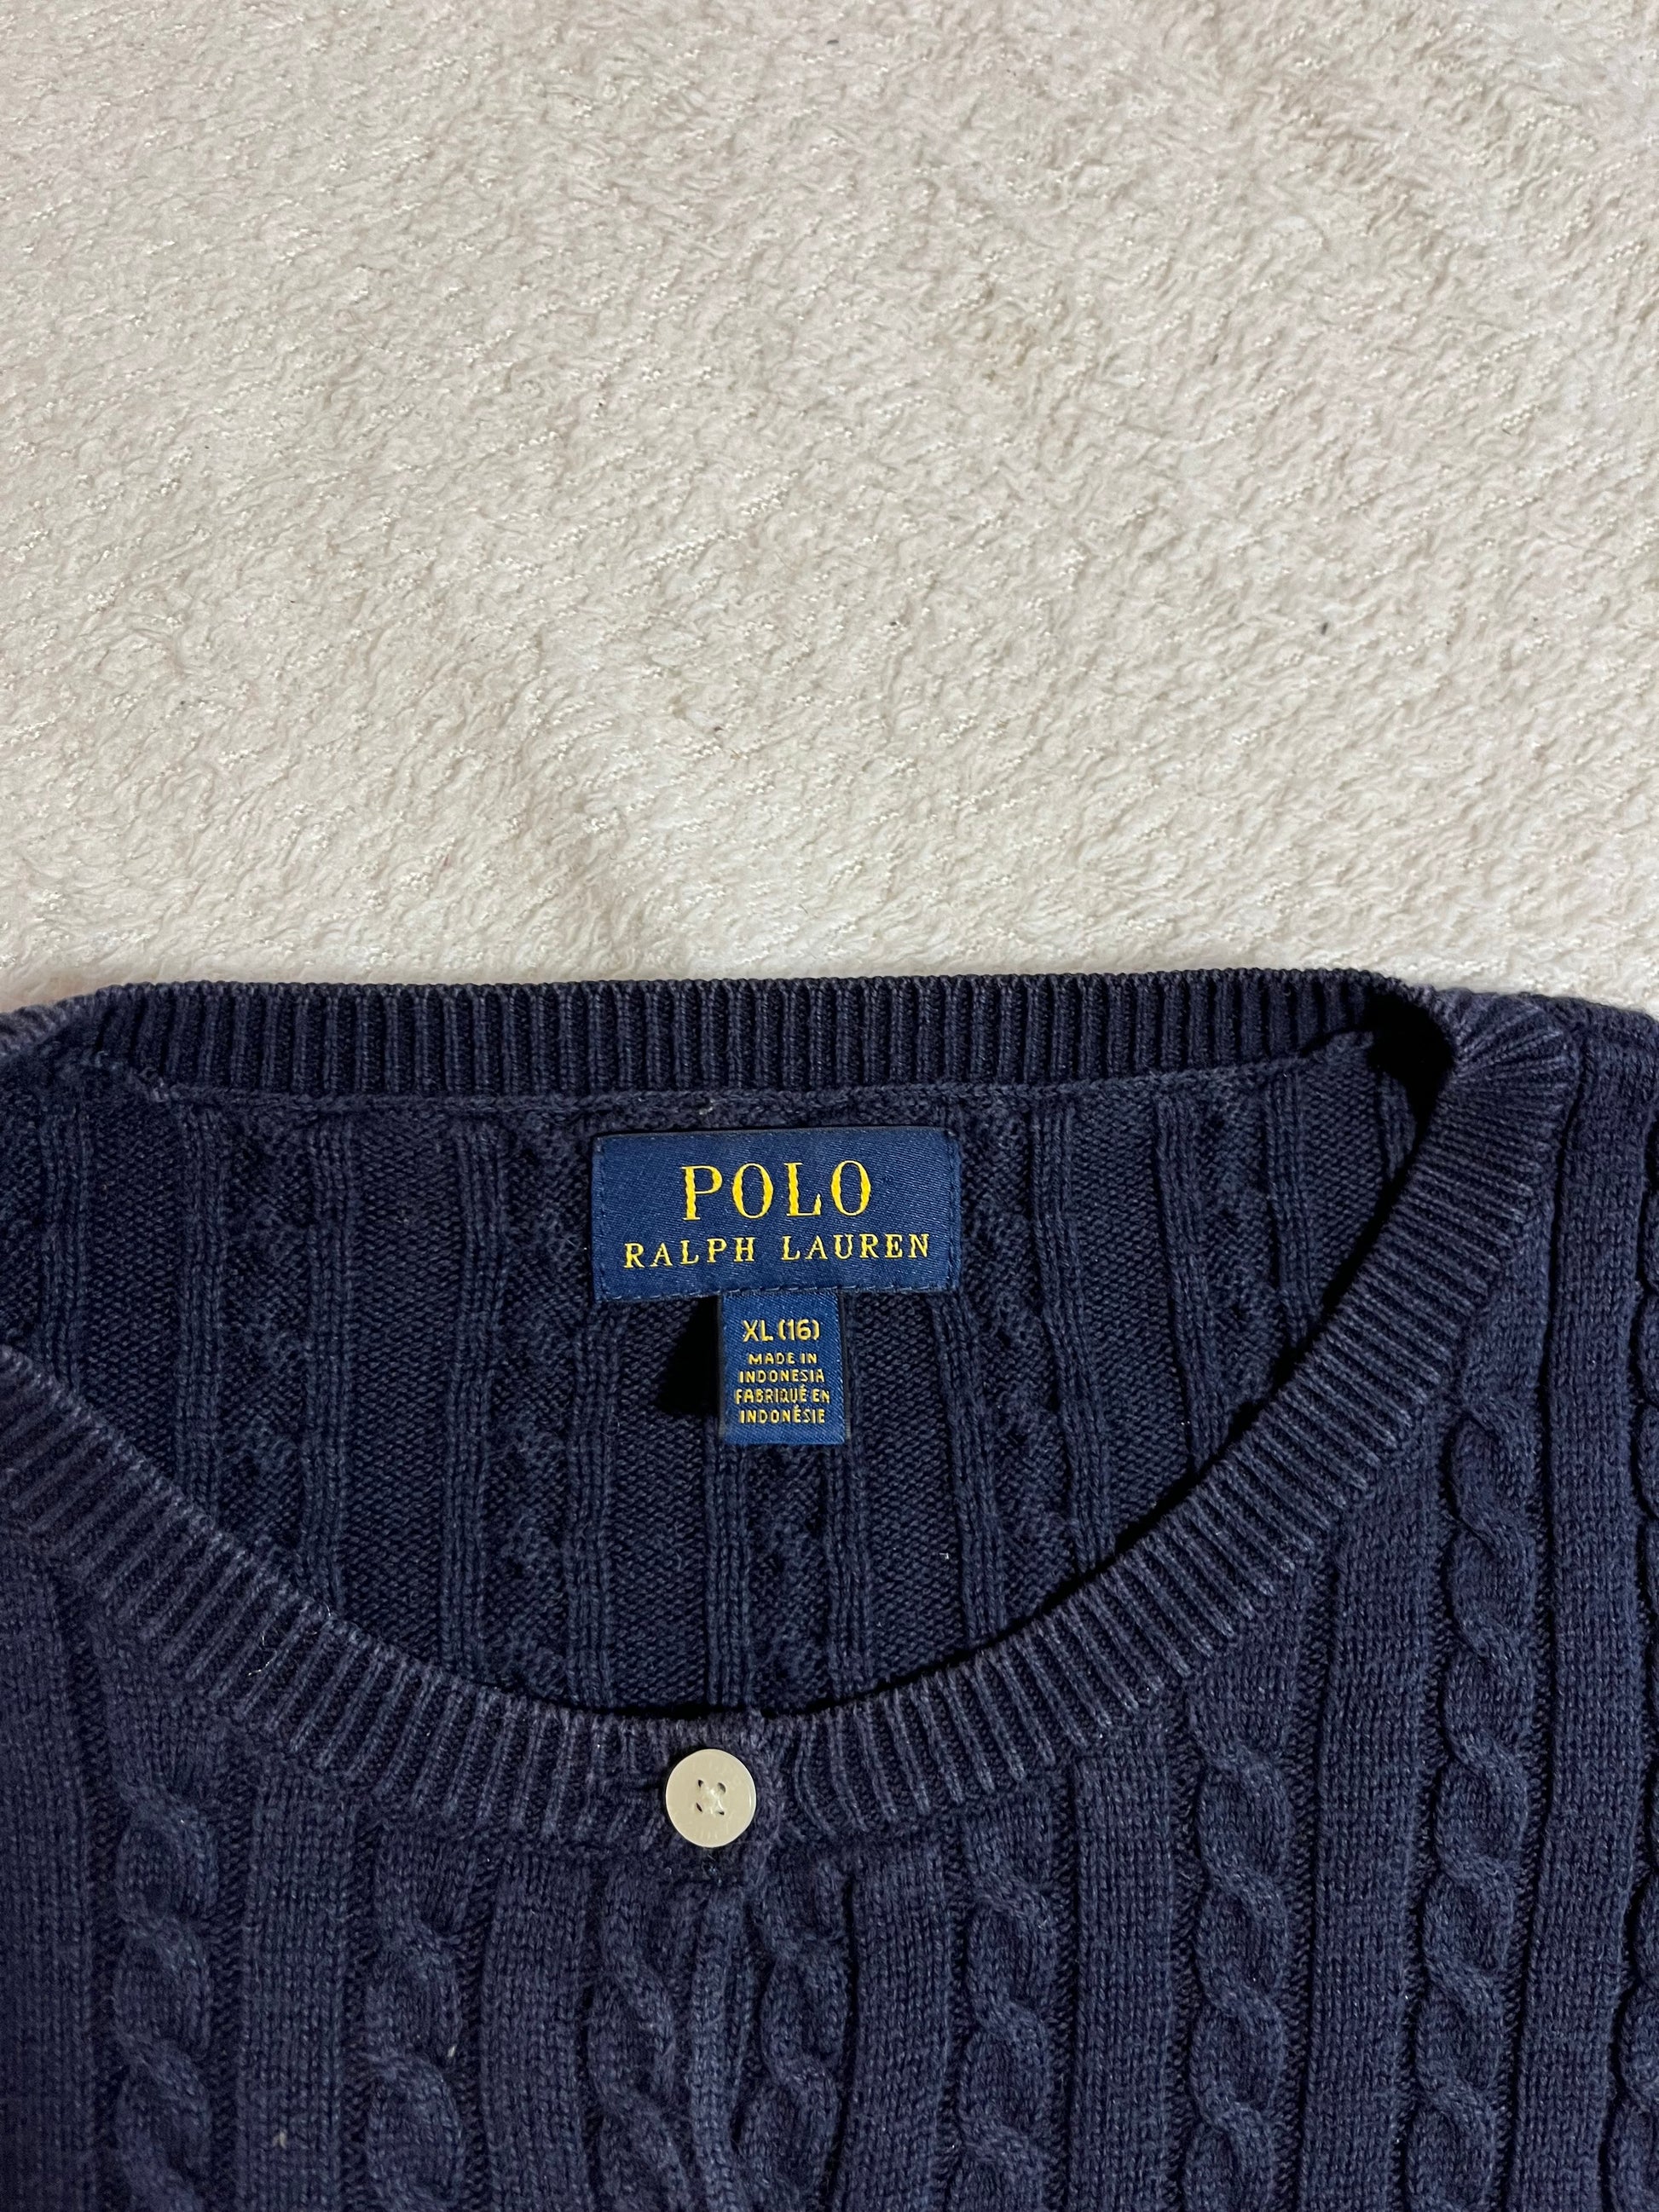 POLO
RALPH LAUREN
XL (16)
MADE IN
INDONESIA
FABRIQUÉ EN
INDONÉSIE